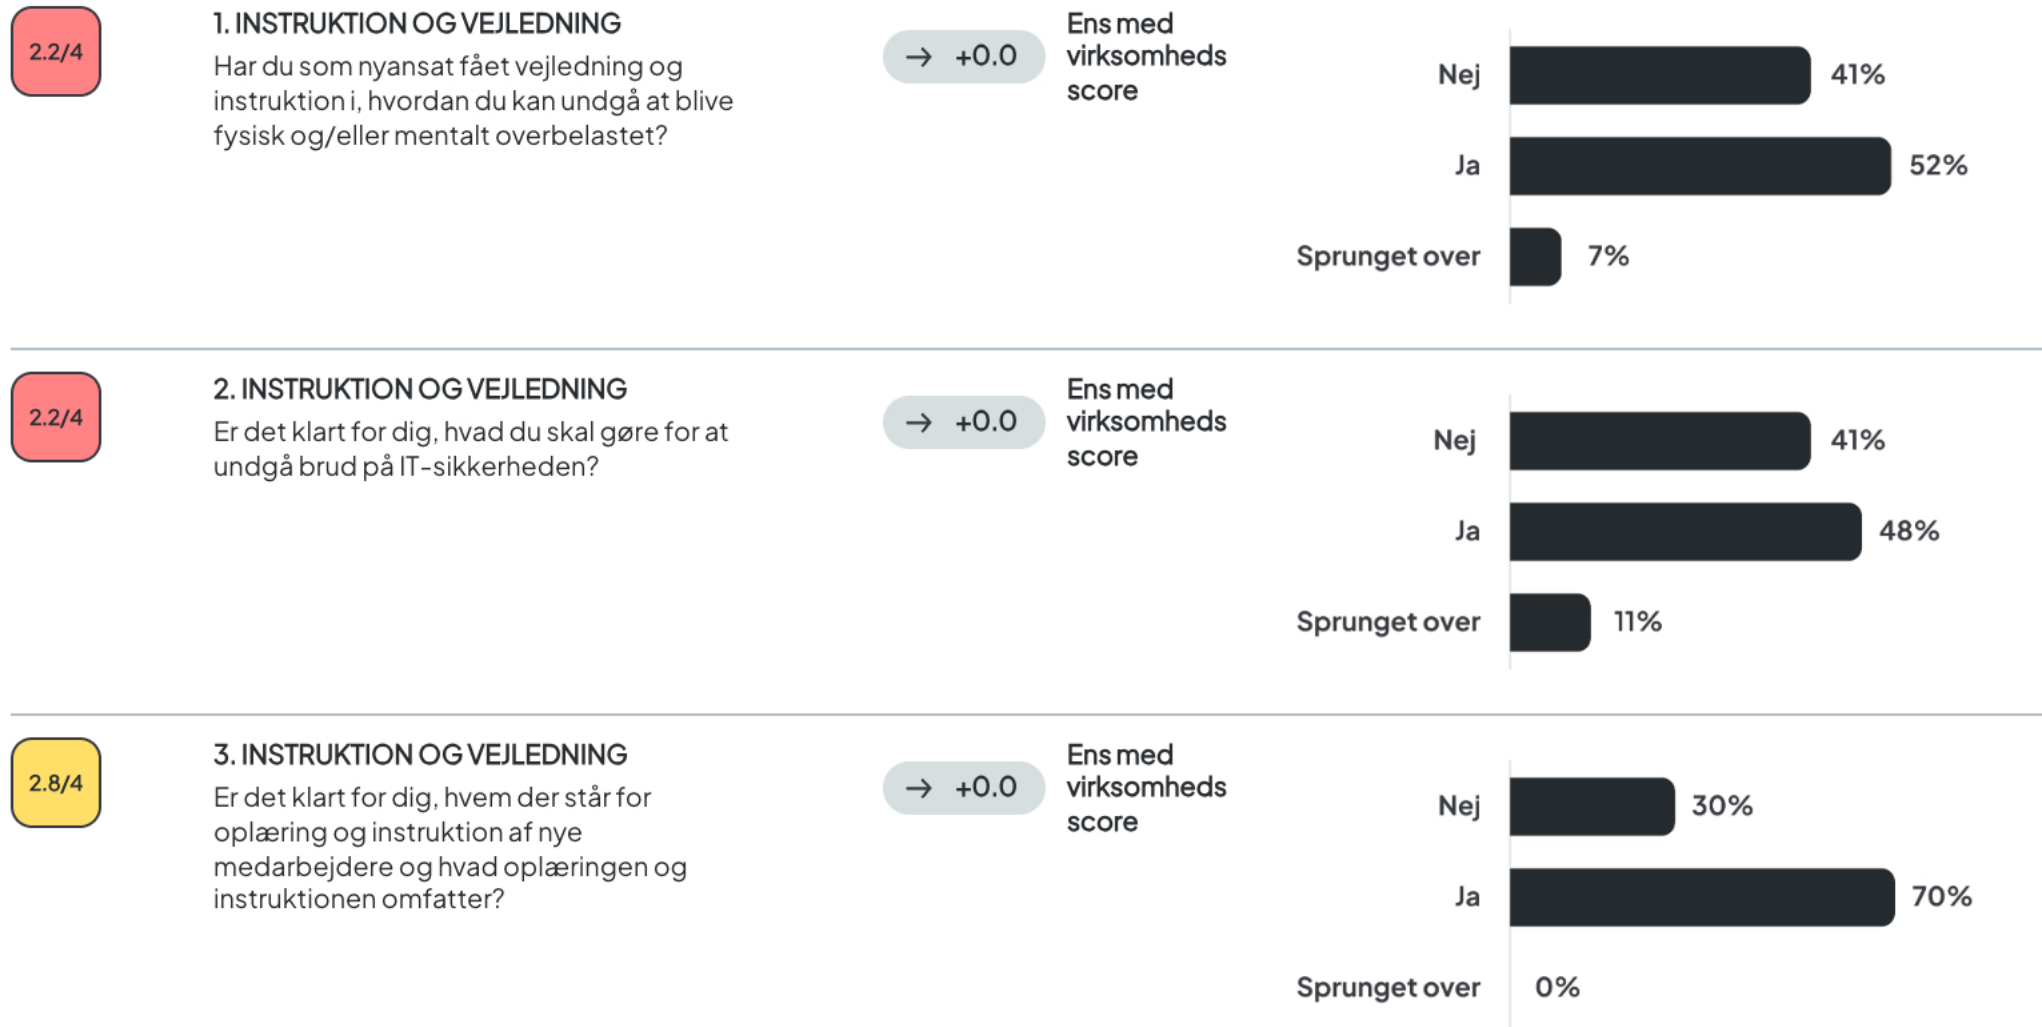 2.2/4
1. INSTRUKTION OG VEJLEDNING
Har du som nyansat fået vejledning og
instruktion i, hvordan du kan undgå at blive
fysisk og/eller mentalt overbelastet?
→ +0.0
Ens med
virksomheds
score
Nej 41%
Ja 52%
Sprunget over 7%
2.2/4
2. INSTRUKTION OG VEJLEDNING
Er det klart for dig, hvad du skal gøre for at
undgå brud på IT-sikkerheden?
→ +0.0
Ens med
virksomheds
score
Nej 41%
Ja 48%
Sprunget over 11%
2.8/4
3. INSTRUKTION OG VEJLEDNING
Er det klart for dig, hvem der står for
oplæring og instruktion af nye
medarbejdere og hvad oplæringen og
instruktionen omfatter?
→ +0.0
Ens med
virksomheds
score
Nej 30%
Ja 70%
Sprunget over 0%